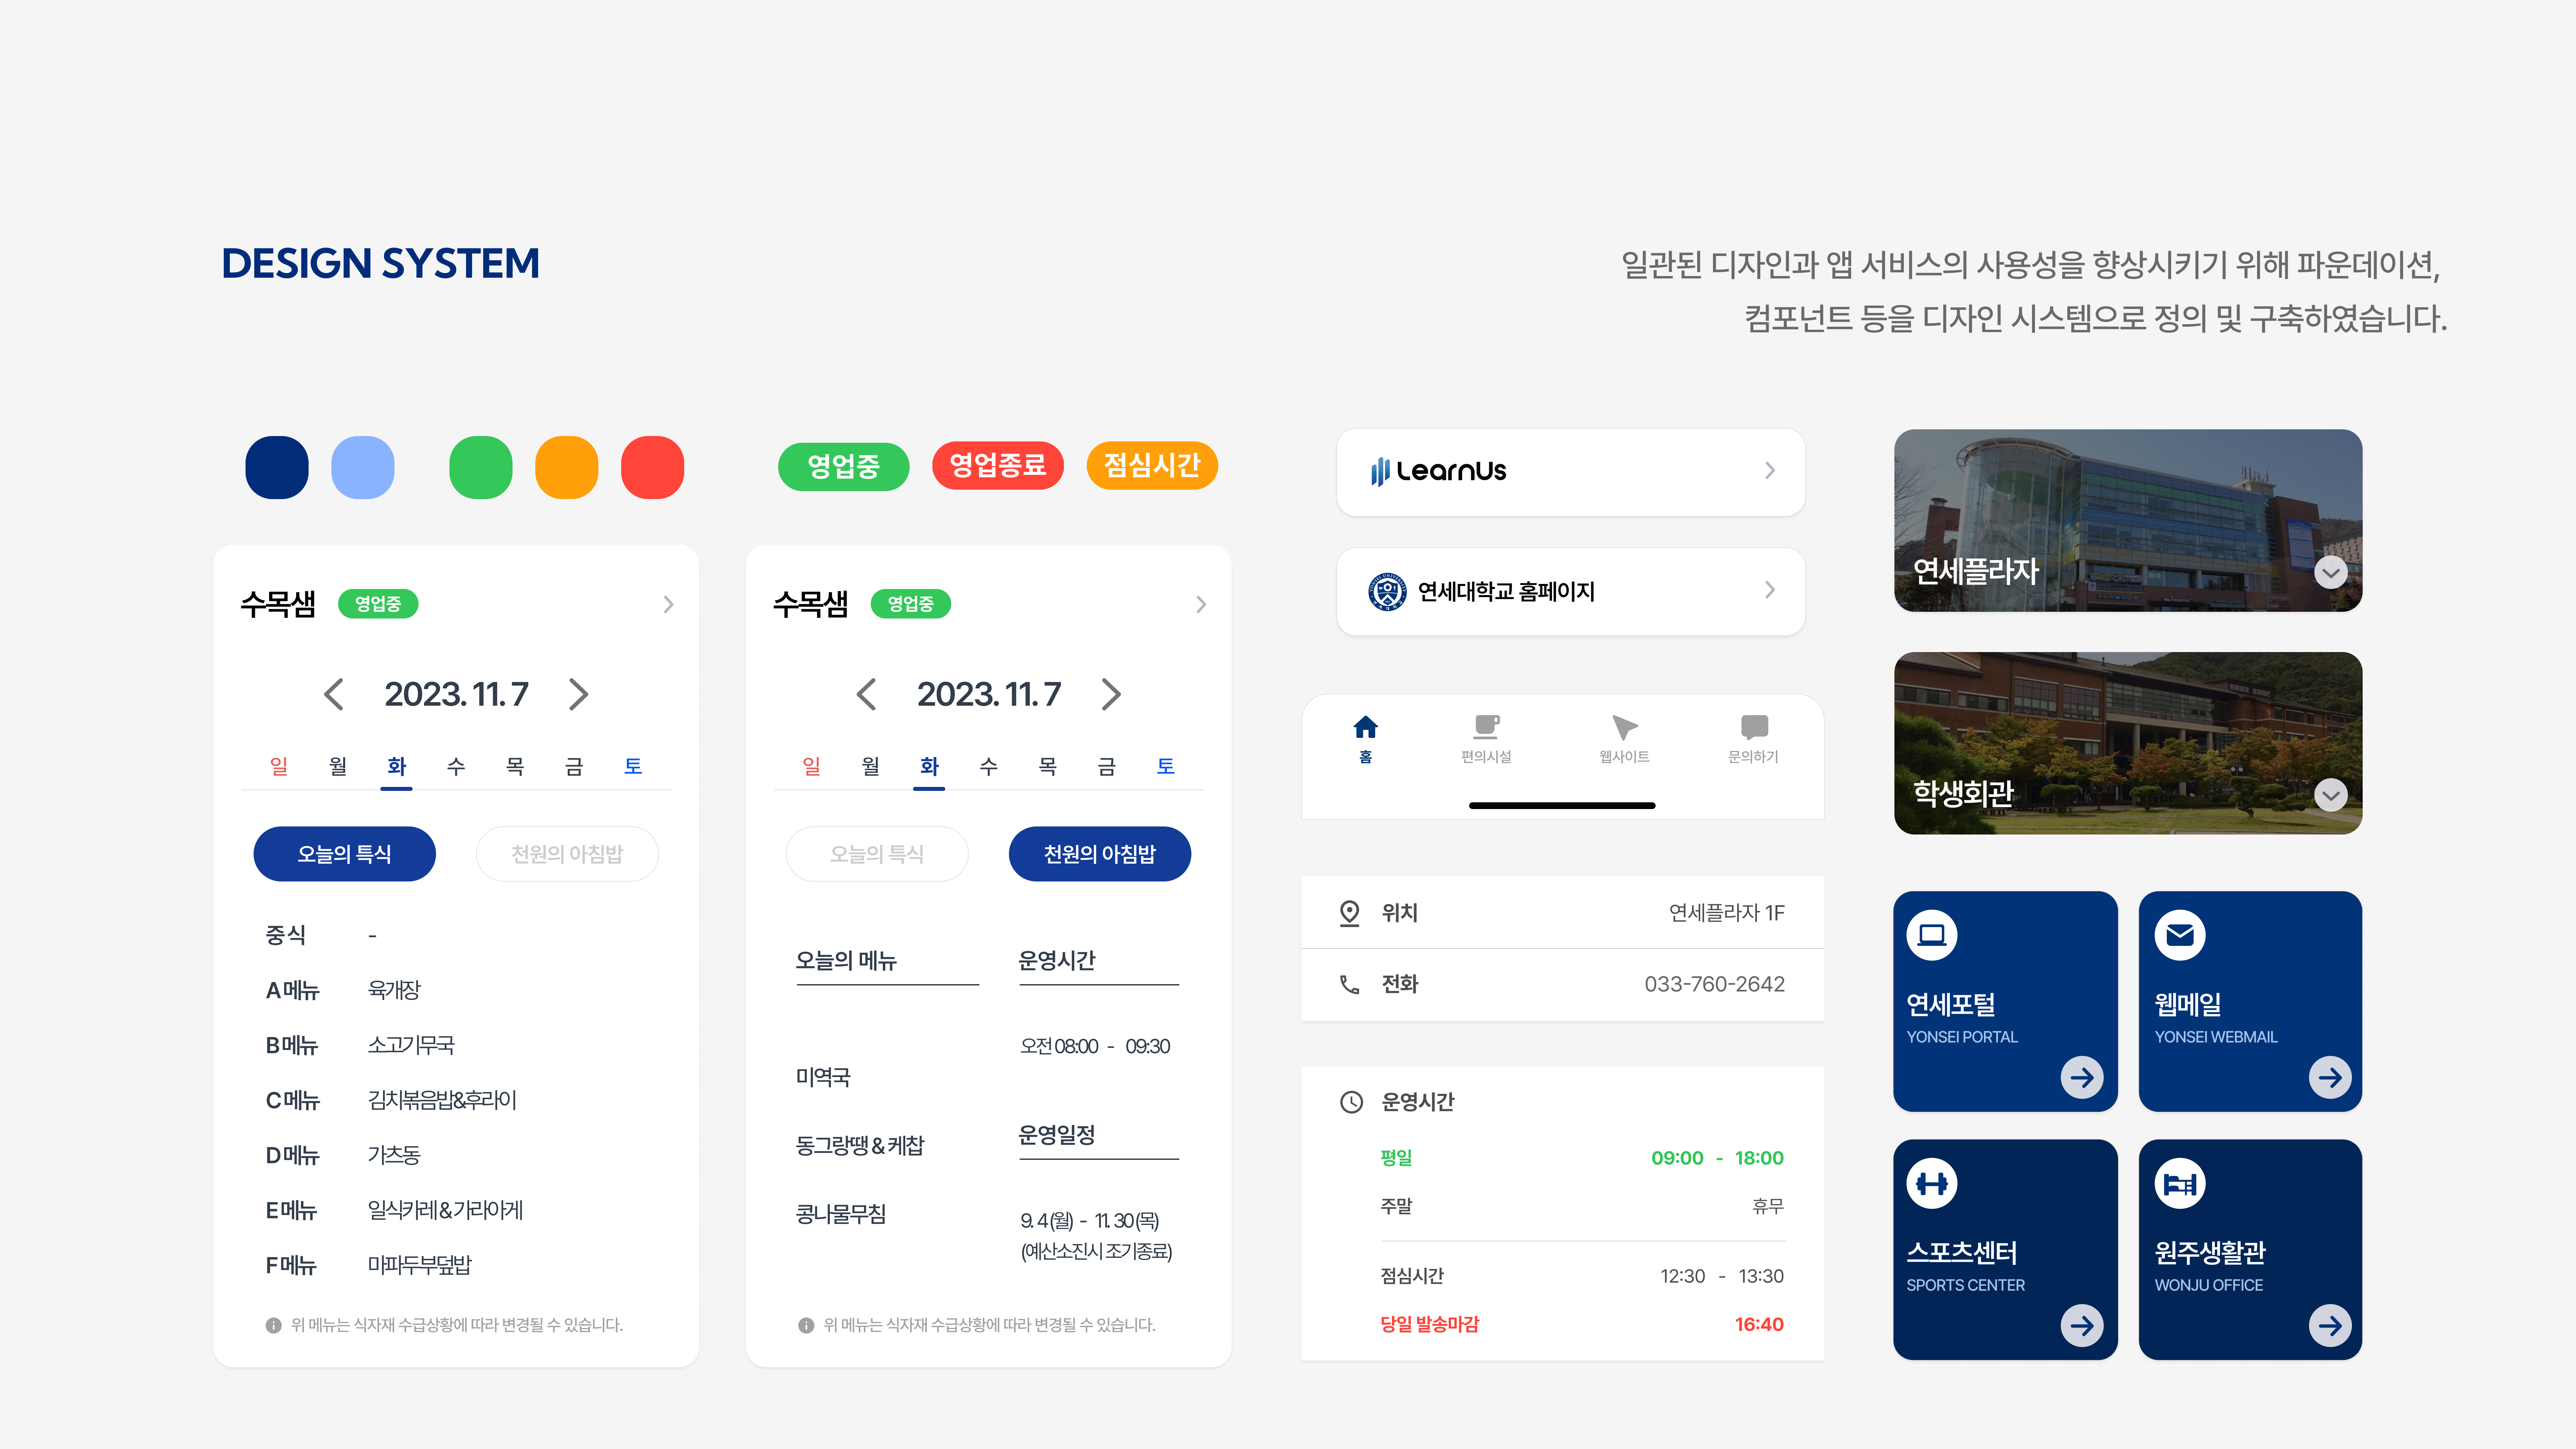 DESIGN SYSTEM
일관된 디자인과 앱 서비스의 사용성을 향상시키기 위해 파운데이션,
컴포넌트 등을 디자인 시스템으로 정의 및 구축하였습니다.
영업중
영업종료
점심시간
수목샘
영업중
2023. 11. 7
일 월 화 수 목 금 토
오늘의 특식
천원의 아침밥
중식 -
A메뉴 육개장
B메뉴 소고기무국
C메뉴 김치볶음밥&후라이
D메뉴 가츠동
E메뉴 일식카레&가라아게
F메뉴 마파두부덮밥
위 메뉴는 식자재 수급상황에 따라 변경될 수 있습니다.
수목샘
영업중
2023. 11. 7
일 월 화 수 목 금 토
오늘의 특식
천원의 아침밥
오늘의 메뉴
미역국
동그랑땡 & 케찹
콩나물무침
운영시간
오전 08:00 - 09:30
운영일정
9. 4 (월) - 11. 30 (목)
(예산소진시 조기종료)
위 메뉴는 식자재 수급상황에 따라 변경될 수 있습니다.
LearnUs
연세대학교 홈페이지
홈
편의시설
웹사이트
문의하기
위치 연세플라자 1F
전화 033-760-2642
운영시간
평일 09:00 - 18:00
주말 휴무
점심시간 12:30 - 13:30
당일 발송마감 16:40
연세플라자
학생회관
연세포털
YONSEI PORTAL
웹메일
YONSEI WEBMAIL
스포츠센터
SPORTS CENTER
원주생활관
WONJU OFFICE